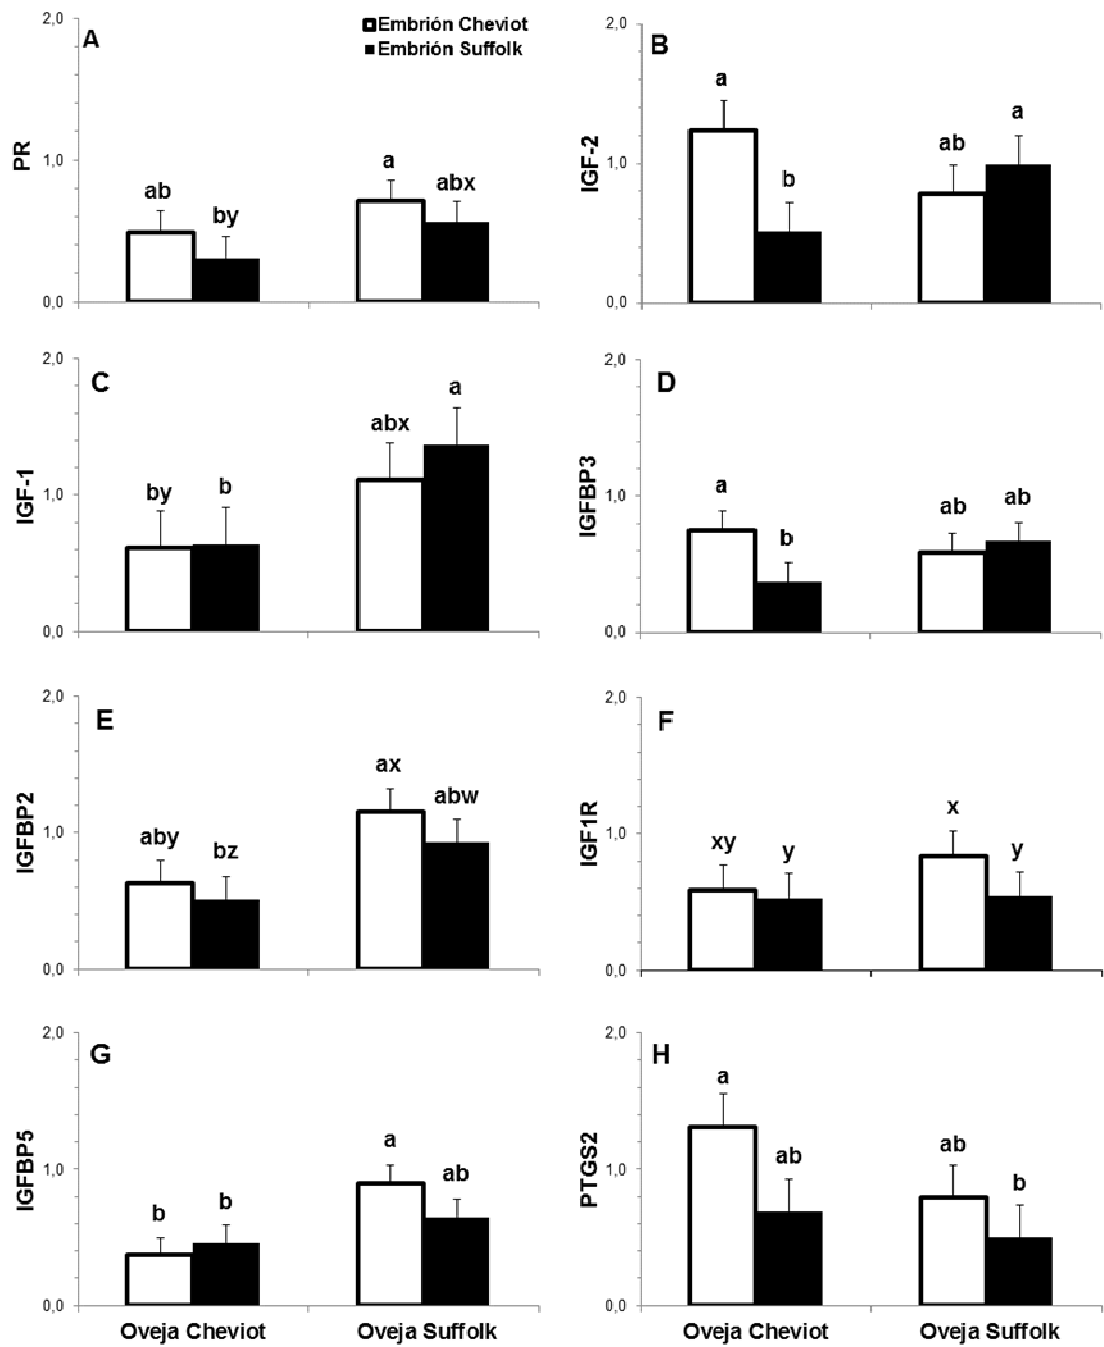 A
Embrión Cheviot
Embrión Suffolk
PR
2,0
1,0
0,0
ab
by
a
abx
B
IGF-2
2,0
1,0
0,0
a
b
ab
a
C
IGF-1
2,0
1,0
0,0
by
b
abx
a
D
IGFBP3
2,0
1,0
0,0
a
b
ab
ab
E
IGFBP2
2,0
1,0
0,0
aby
bz
ax
abw
F
IGF1R
2,0
1,0
0,0
xy
y
x
y
G
IGFBP5
2,0
1,0
0,0
b
b
a
ab
Oveja Cheviot
Oveja Suffolk
H
PTGS2
2,0
1,0
0,0
a
ab
ab
b
Oveja Cheviot
Oveja Suffolk